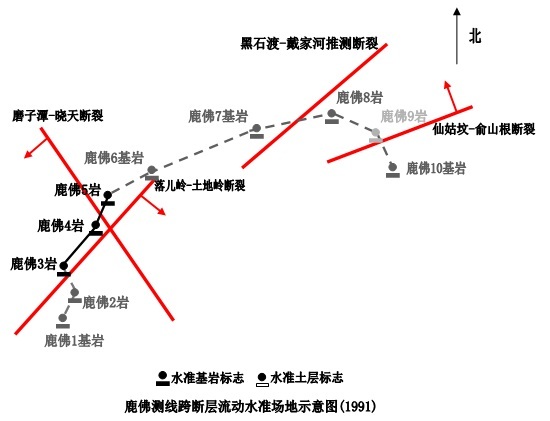 黑石渡-戴家河推测断裂
北
鹿佛8岩
磨子潭-晓天断裂
鹿佛7基岩
鹿佛9岩
仙姑坟-俞山根断裂
鹿佛6基岩
鹿佛10基岩
鹿佛5岩
落儿岭-土地岭断裂
鹿佛4岩
鹿佛3岩
鹿佛2岩
鹿佛1基岩
水准基岩标志
水准土层标志
鹿佛测线跨断层流动水准场地示意图(1991)